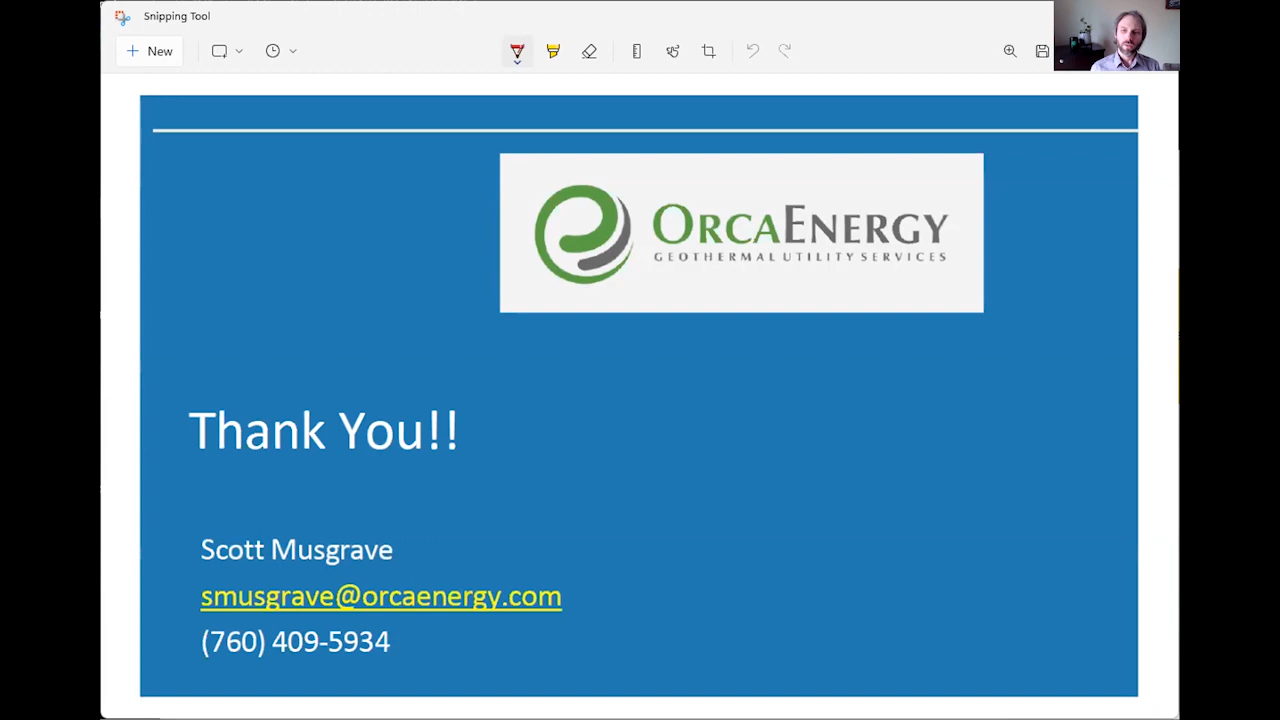 Snipping Tool
New
OrcaEnergy
GEOTHERMAL UTILITY SERVICES
Thank You!!
Scott Musgrave
smusgrave@orcaenergy.com
(760) 409-5934